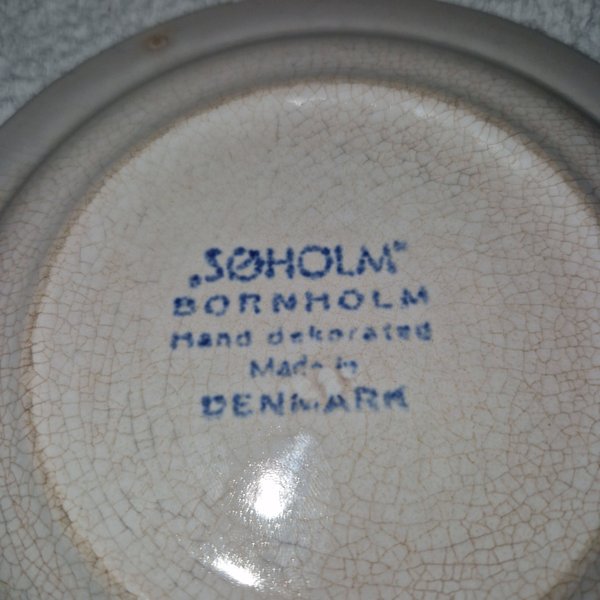 „SØHOLM“
BORNHOLM
Hand dekorated
Made in
DENMARK